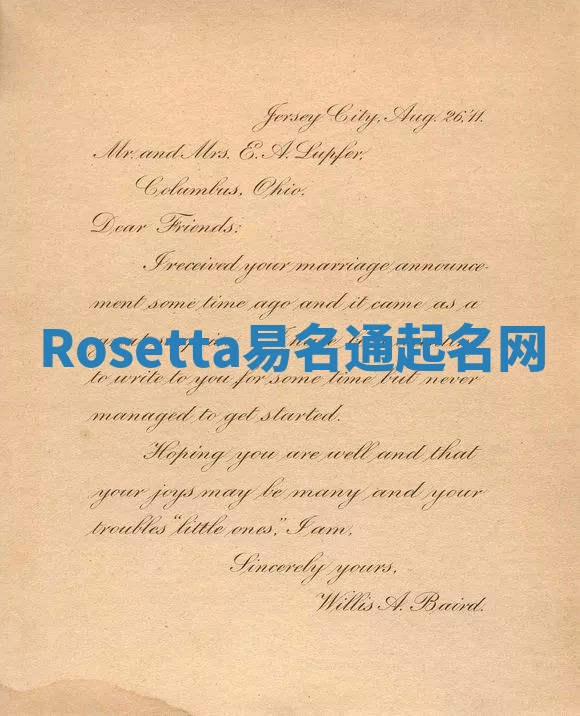 Jersey City, Aug. 26, '11.
Mr. and Mrs. E. A. Lupfer,
Columbus, Ohio.
Dear Friends:
I received your marriage announce-
ment some time ago and it came as a
Rosetta易名通起名网
to write to you for some time but never
managed to get started.
Hoping you are well and that
your joys may be many and your
troubles "little ones," I am,
Sincerely yours,
Willis A. Baird.